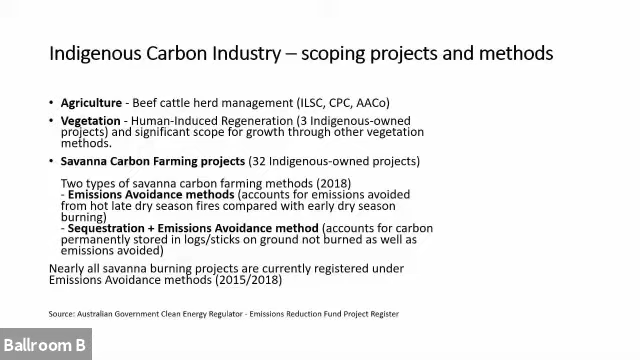 Indigenous Carbon Industry – scoping projects and methods
• Agriculture - Beef cattle herd management (ILSC, CPC, AACo)
• Vegetation - Human-Induced Regeneration (3 Indigenous-owned
projects) and significant scope for growth through other vegetation
methods.
• Savanna Carbon Farming projects (32 Indigenous-owned projects)
Two types of savanna carbon farming methods (2018)
- Emissions Avoidance methods (accounts for emissions avoided
from hot late dry season fires compared with early dry season
burning)
- Sequestration + Emissions Avoidance method (accounts for carbon
permanently stored in logs/sticks on ground not burned as well as
emissions avoided)
Nearly all savanna burning projects are currently registered under
Emissions Avoidance methods (2015/2018)
Source: Australian Government Clean Energy Regulator - Emissions Reduction Fund Project Register
Ballroom B